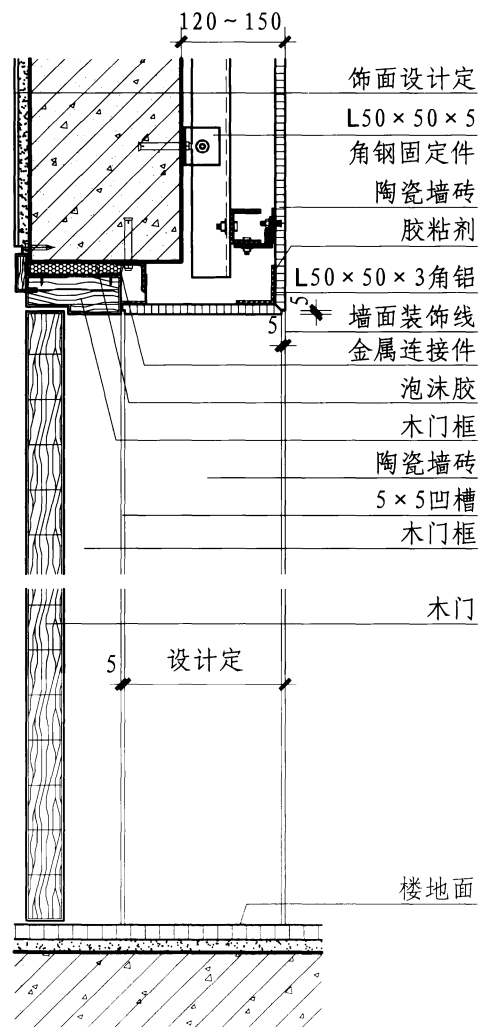 120~150
饰面设计定
L50×50×5
角钢固定件
陶瓷墙砖
胶粘剂
L50×50×3角铝
5
5
墙面装饰线
金属连接件
泡沫胶
木门框
陶瓷墙砖
5×5凹槽
木门框
木门
5
设计定
楼地面